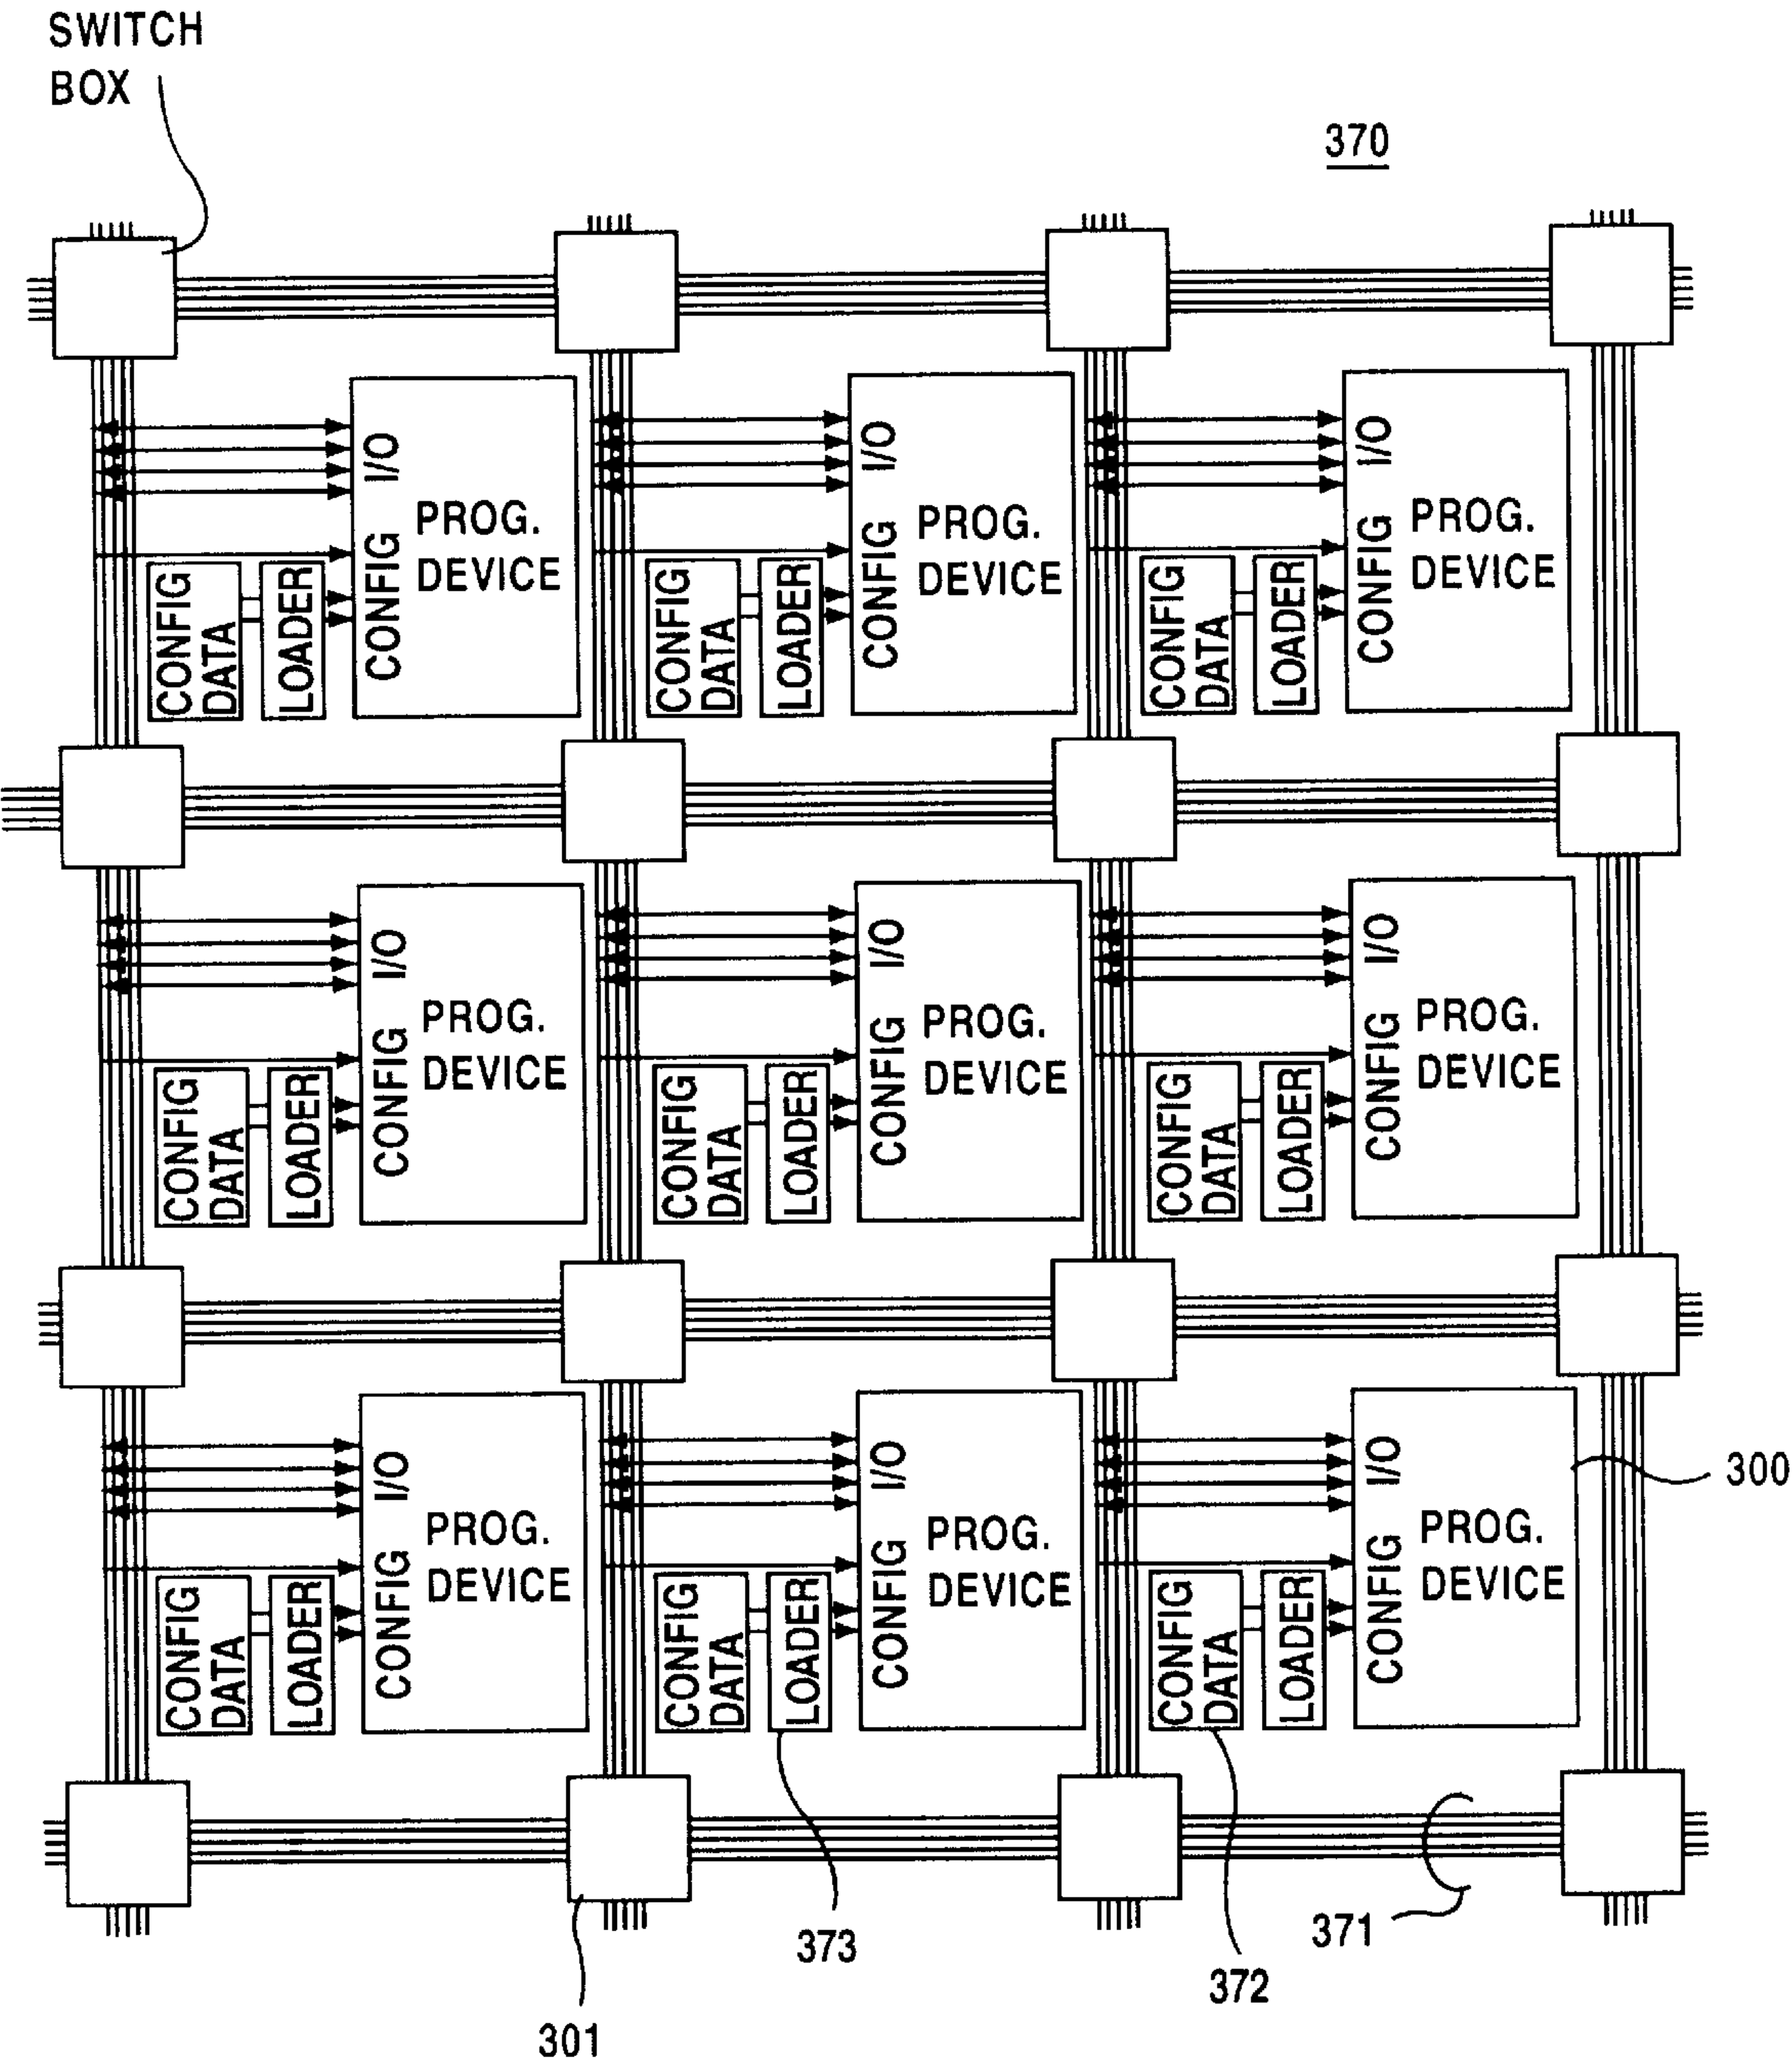 SWITCH
BOX
370
I/O
CONFIG
PROG.
DEVICE
CONFIG
DATA
LOADER
I/O
CONFIG
PROG.
DEVICE
CONFIG
DATA
LOADER
I/O
CONFIG
PROG.
DEVICE
CONFIG
DATA
LOADER
I/O
CONFIG
PROG.
DEVICE
CONFIG
DATA
LOADER
I/O
CONFIG
PROG.
DEVICE
CONFIG
DATA
LOADER
I/O
CONFIG
PROG.
DEVICE
CONFIG
DATA
LOADER
I/O
CONFIG
PROG.
DEVICE
CONFIG
DATA
LOADER
I/O
CONFIG
PROG.
DEVICE
CONFIG
DATA
LOADER
I/O
CONFIG
PROG.
DEVICE
CONFIG
DATA
LOADER
300
373
371
372
301